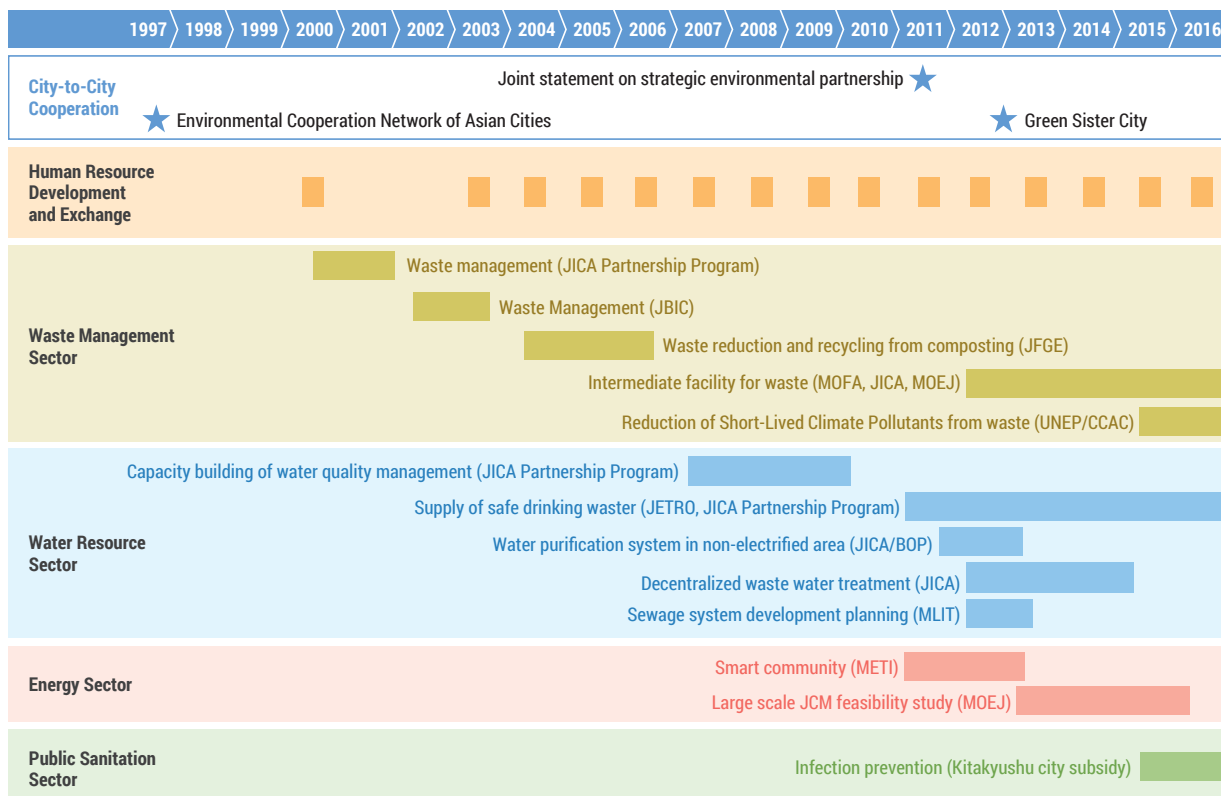 1997 1998 1999 2000 2001 2002 2003 2004 2005 2006 2007 2008 2009 2010 2011 2012 2013 2014 2015 2016
City-to-City
Cooperation
Joint statement on strategic environmental partnership
Environmental Cooperation Network of Asian Cities
Green Sister City
Human Resource
Development
and Exchange
Waste Management
Sector
Waste management (JICA Partnership Program)
Waste Management (JBIC)
Waste reduction and recycling from composting (JFGE)
Intermediate facility for waste (MOFA, JICA, MOEJ)
Reduction of Short-Lived Climate Pollutants from waste (UNEP/CCAC)
Water Resource
Sector
Capacity building of water quality management (JICA Partnership Program)
Supply of safe drinking waster (JETRO, JICA Partnership Program)
Water purification system in non-electrified area (JICA/BOP)
Decentralized waste water treatment (JICA)
Sewage system development planning (MLIT)
Energy Sector
Smart community (METI)
Large scale JCM feasibility study (MOEJ)
Public Sanitation
Sector
Infection prevention (Kitakyushu city subsidy)